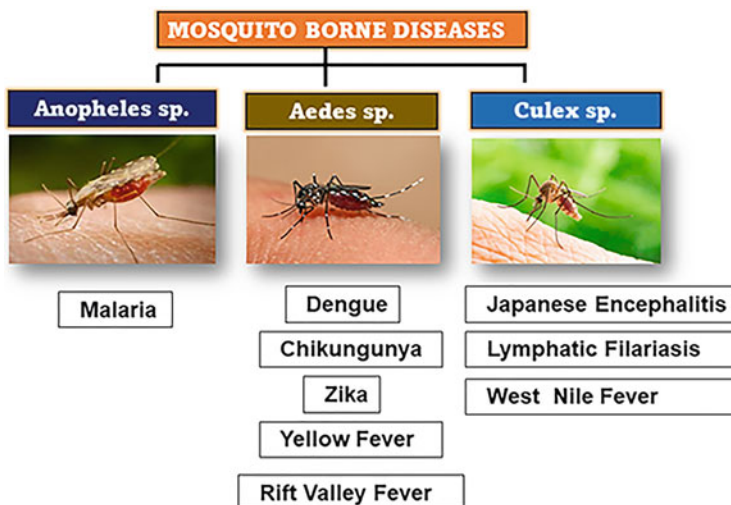 MOSQUITO BORNE DISEASES
Anopheles sp.
Aedes sp.
Culex sp.
Malaria
Dengue
Chikungunya
Zika
Yellow Fever
Rift Valley Fever
Japanese Encephalitis
Lymphatic Filariasis
West Nile Fever